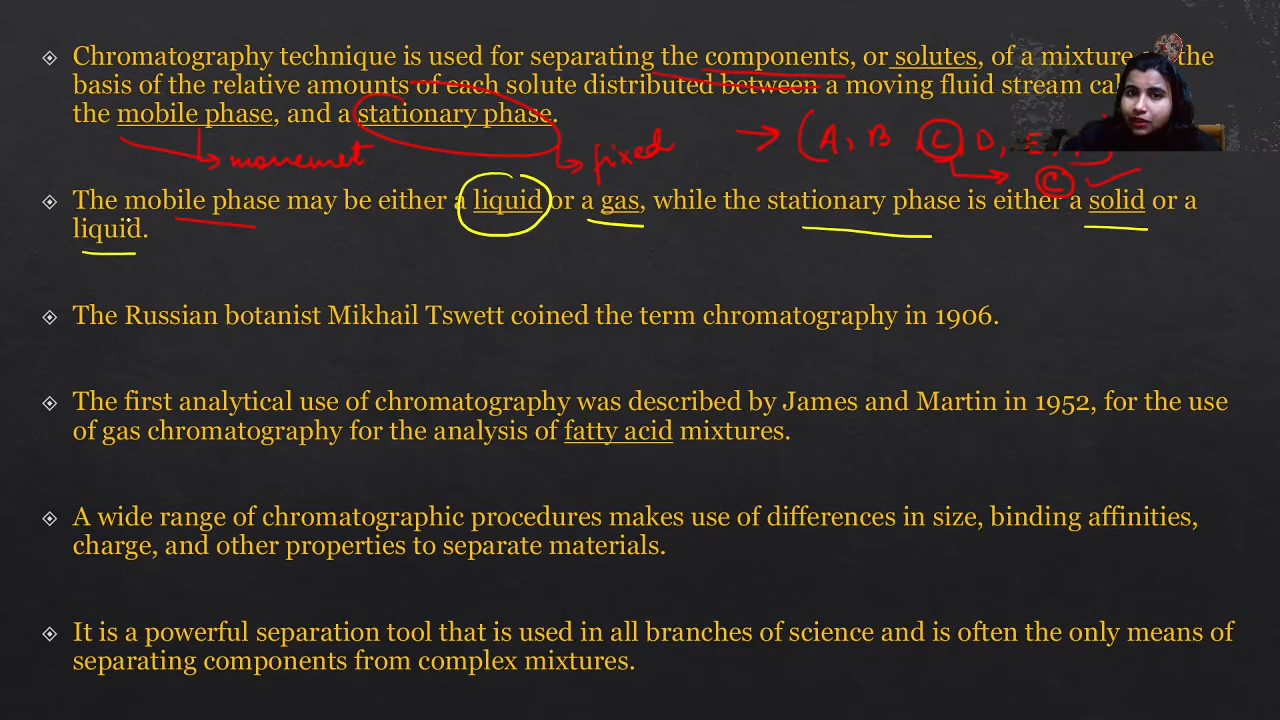 Chromatography technique is used for separating the components, or solutes, of a mixture the
basis of the relative amounts of each solute distributed between a moving fluid stream
the mobile phase, and a stationary phase.
movemet
fixed
(A, B C D, E,
C
The mobile phase may be either a liquid or a gas, while the stationary phase is either a solid or a
liquid.
The Russian botanist Mikhail Tswett coined the term chromatography in 1906.
The first analytical use of chromatography was described by James and Martin in 1952, for the use
of gas chromatography for the analysis of fatty acid mixtures.
A wide range of chromatographic procedures makes use of differences in size, binding affinities,
charge, and other properties to separate materials.
It is a powerful separation tool that is used in all branches of science and is often the only means of
separating components from complex mixtures.